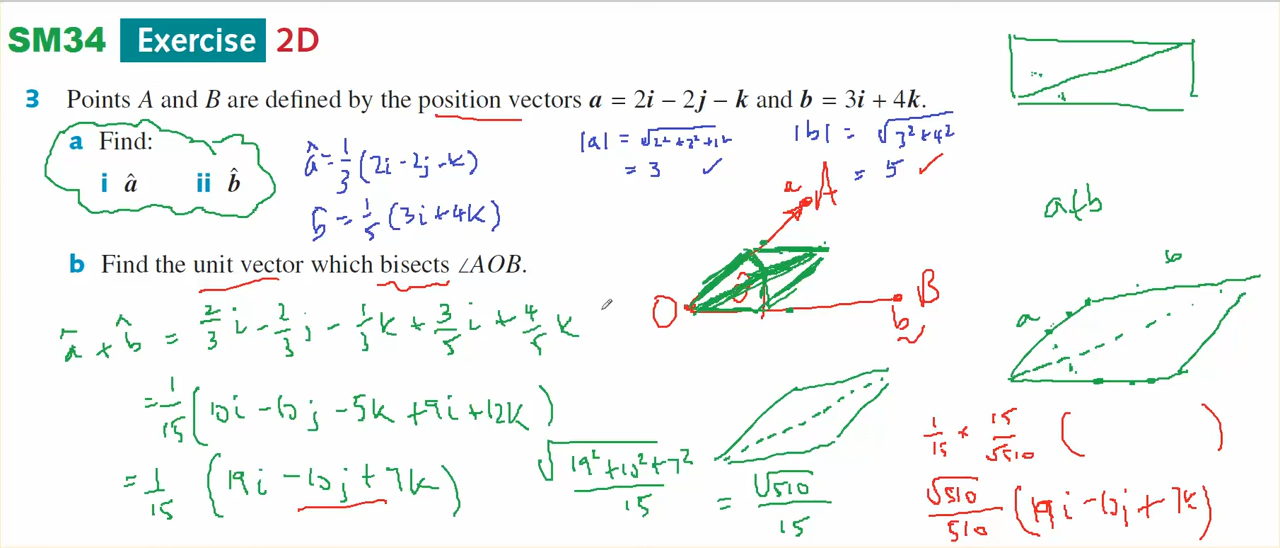 SM34 Exercise 2D
3 Points A and B are defined by the position vectors a = 2i − 2j − k and b = 3i + 4k.
a Find:
i â ii b̂
â = 1/3 (2i - 2j - k)
b = 1/5 (3i + 4k)
|a| = √(2² + 2² + 1²)
= 3 ✓
|b| = √(3² + 4²)
= 5 ✓
a A
O
B
b
a+b
a
b
b Find the unit vector which bisects ∠AOB.
â + b̂ = 2/3 i - 2/3 j - 1/3 k + 3/5 i + 4/5 k
= 1/15 (10i - 10j - 5k + 9i + 12k)
= 1/15 (19i - 10j + 7k)
√(19² + 10² + 7²)/15 = √510/15
1/15 × 15/√510 ( )
√510/510 (19i - 10j + 7k)